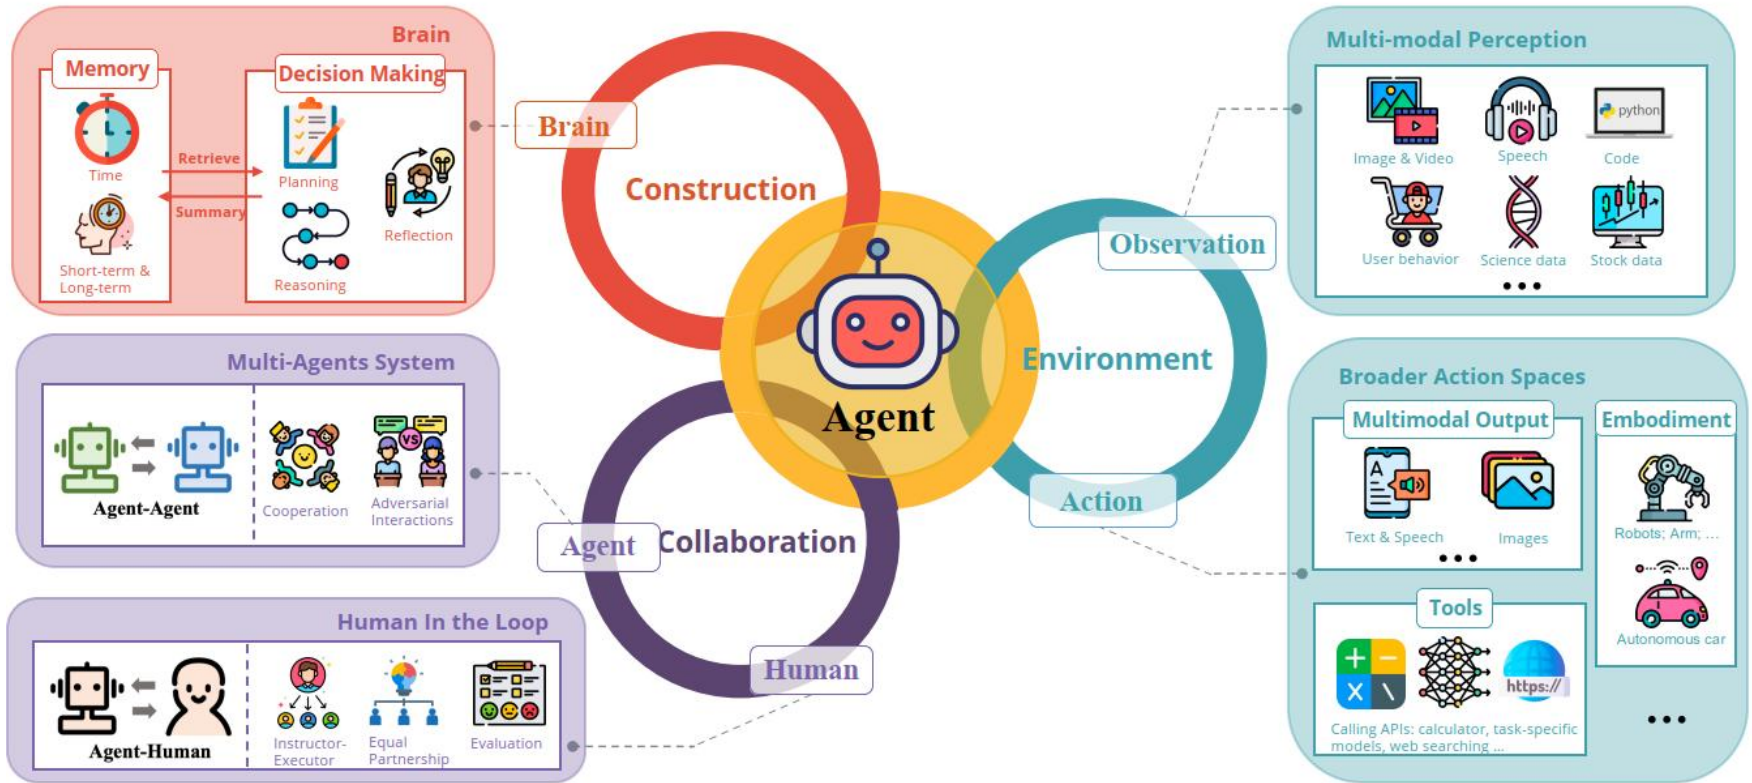 Brain
Memory
Time
Short-term &
Long-term
Retrieve
Summary
Decision Making
Planning
Reasoning
Reflection
Multi-Agents System
Agent-Agent
Cooperation
VS
Adversarial
Interactions
Human In the Loop
Agent-Human
Instructor-
Executor
Equal
Partnership
Evaluation
Brain
Construction
Agent
Agent
Collaboration
Human
Environment
Observation
Action
Multi-modal Perception
Image & Video
Speech
python
Code
User behavior
Science data
Stock data
...
Broader Action Spaces
Multimodal Output
A
Text & Speech
Images
...
Embodiment
Robots; Arm; ...
Autonomous car
Tools
+ −
X \
https://
Calling APIs: calculator, task-specific
models, web searching ...
...